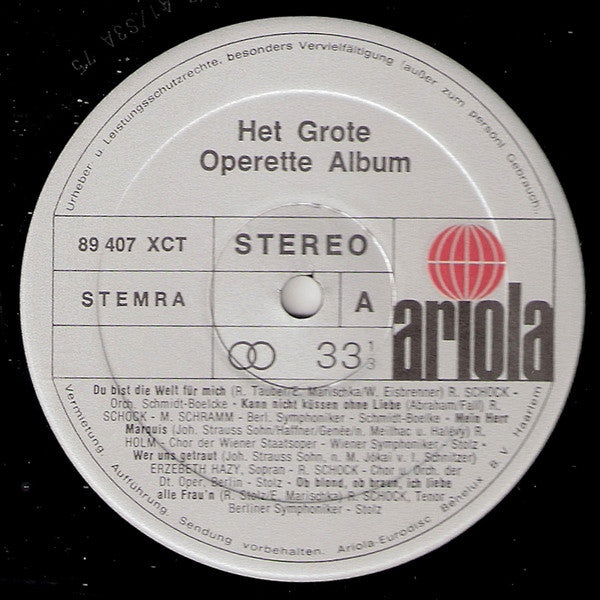 Urheber u. Leistungsschutzrechte, besonders Vervielfältigung (außer zum persönl Gebrauch,
Het Grote
Operette Album
89 407 XCT
STEREO
STEMRA
A
33 1/3
ariola
Du bist die Welt für mich (R. Tauber/E. Marischka/W. Eisbrenner) R. SCHOCK -
Orch. Schmidt-Boelcke - Kann nicht küssen ohne Liebe (Abraham/Fall) R.
SCHOCK - M. SCHRAMM - Berl. Symphoniker - Schmidt-Boelke - Mein Herr
Marquis (Joh. Strauss Sohn/Haffner/Genée/n. Meilhac u. Halévy) R.
HOLM - Chor der Wiener Staatsoper - Wiener Symphoniker - Stolz -
Wer uns getraut (Joh. Strauss Sohn, n. M. Jókai v. I. Schnitzer)
ERZEBETH HAZY, Sopran - R. SCHOCK - Chor u. Orch. der
Dt. Oper, Berlin - Stolz - Ob blond, ob braun, ich liebe
alle Frau'n (R. Stolz/E. Marischka) R. SCHOCK, Tenor -
Berliner Symphoniker - Stolz
Vermietung. Aufführung. Sendung vorbehalten. Ariola-Eurodisc Benelux B.V. Haarlem